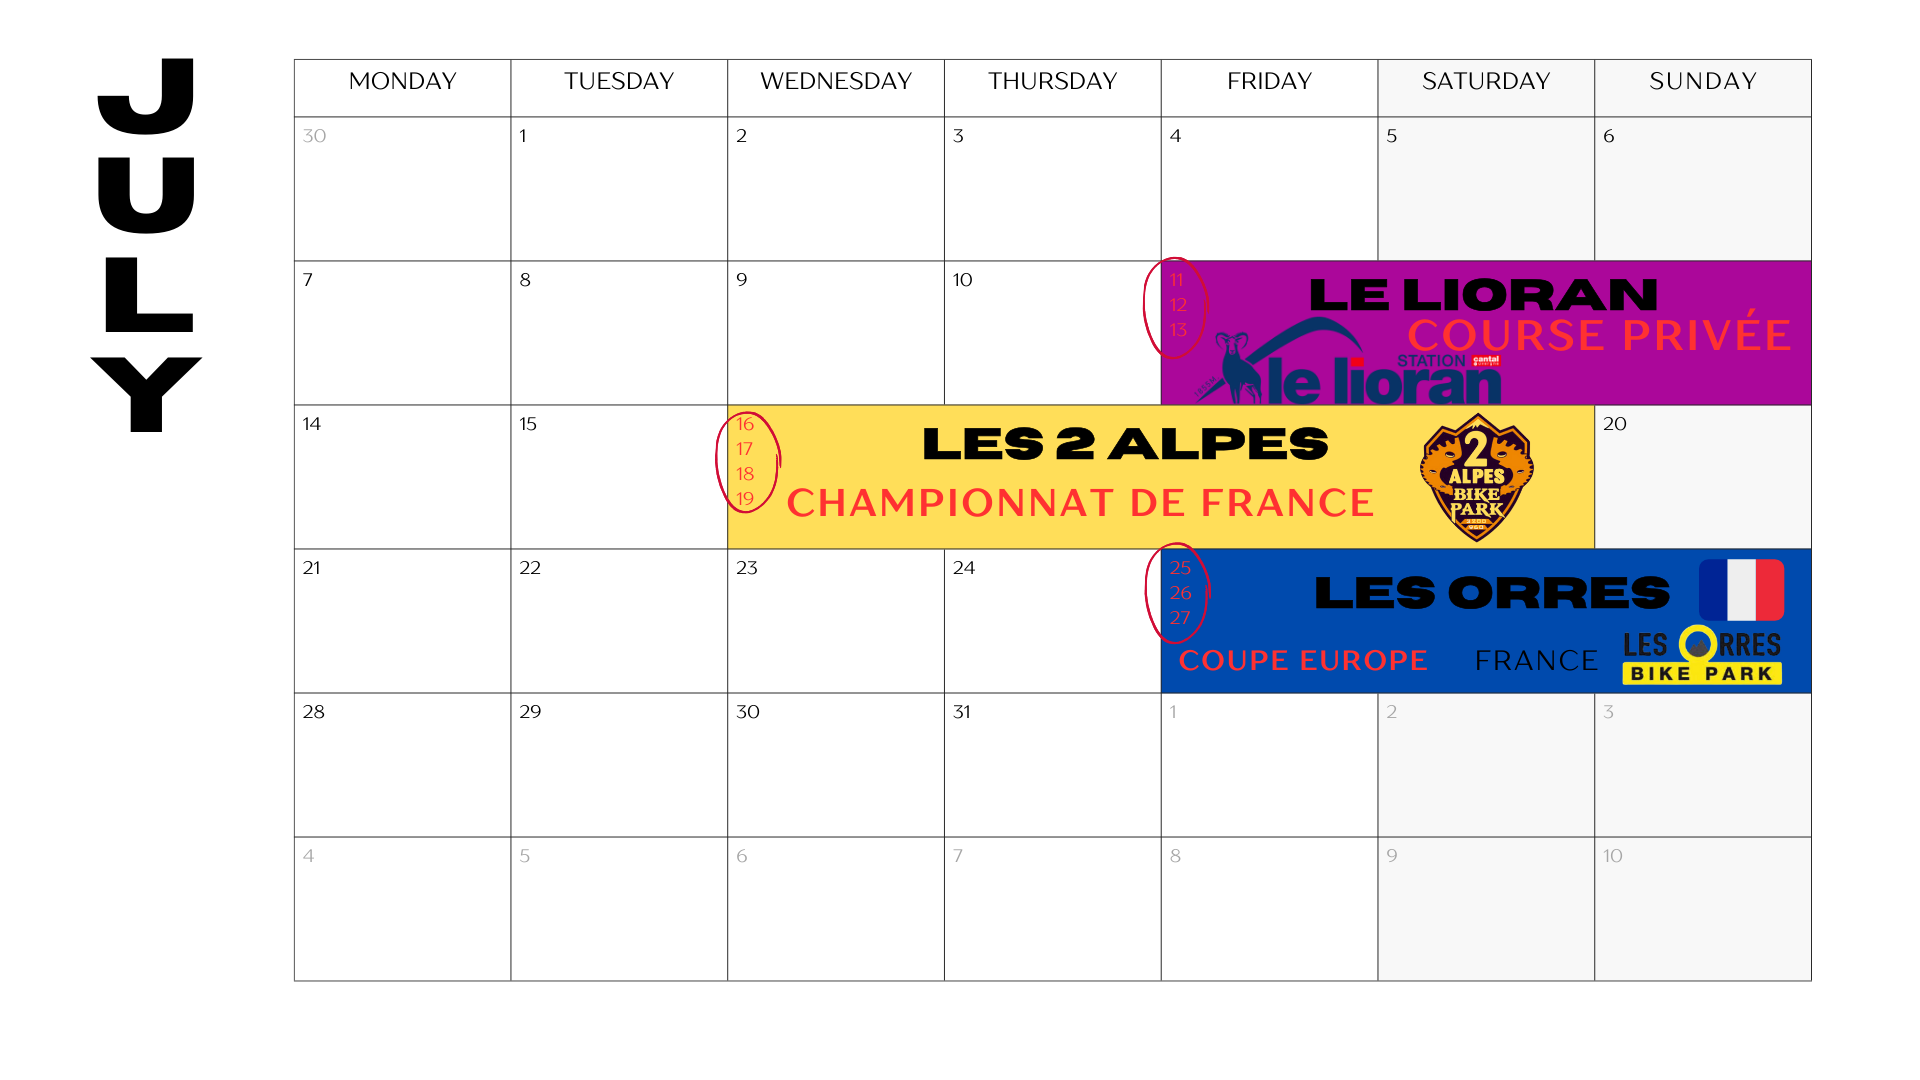 JULY
MONDAY TUESDAY WEDNESDAY THURSDAY FRIDAY SATURDAY SUNDAY
30 1 2 3 4 5 6
7 8 9 10
11
12
13
LE LIORAN
COURSE PRIVÉE
STATION cantal
le lioran
14 15
16
17
18
19
LES 2 ALPES
CHAMPIONNAT DE FRANCE
2
ALPES
BIKE
PARK
20
21 22 23 24
25
26
27
LES ORRES
COUPE EUROPE FRANCE
LES ORRES
BIKE PARK
28 29 30 31 1 2 3
4 5 6 7 8 9 10